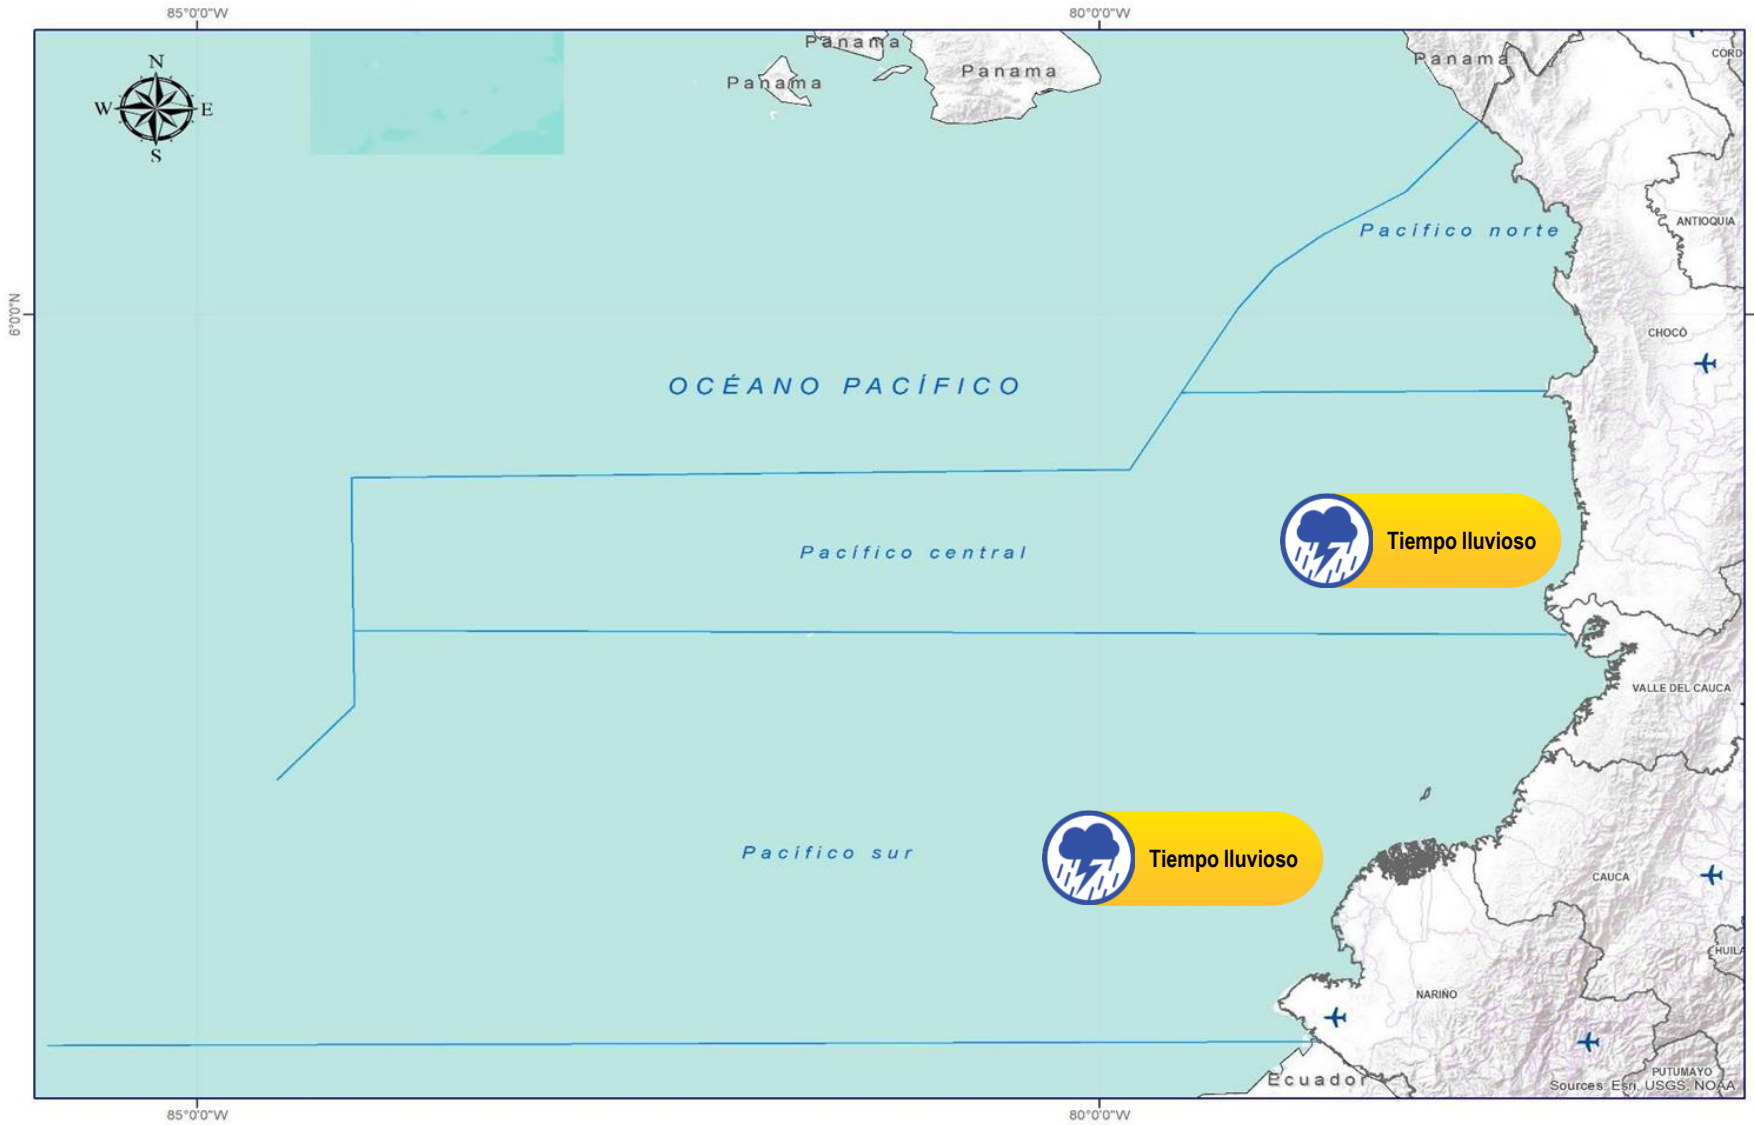 85°0'0"W
80°0'0"W
Panama
Panama
Panama
Panama
CORD
N
W
E
S
ANTIOQUIA
Pacífico norte
6°0'0"N
CHOCÓ
OCÉANO PACÍFICO
Tiempo lluvioso
Pacífico central
VALLE DEL CAUCA
Pacífico sur
Tiempo lluvioso
CAUCA
HUILA
NARIÑO
PUTUMAYO
Ecuador
Sources: Esri, USGS, NOAA
85°0'0"W
80°0'0"W